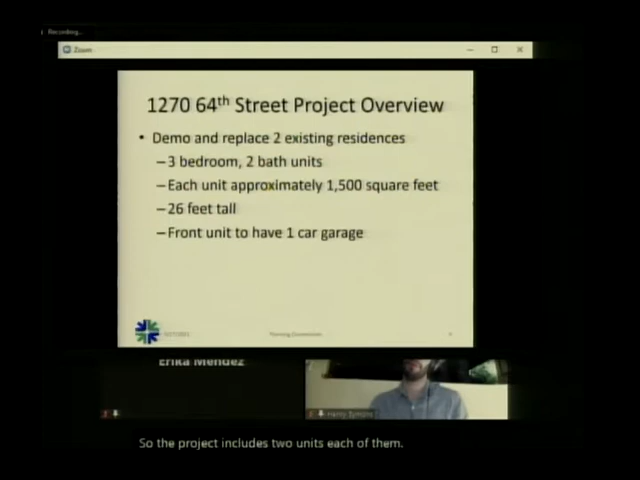 Recording...
Zoom
1270 64th Street Project Overview
• Demo and replace 2 existing residences
–3 bedroom, 2 bath units
–Each unit approximately 1,500 square feet
–26 feet tall
–Front unit to have 1 car garage
Planning Commission
Erika Mendez
So the project includes two units each of them.